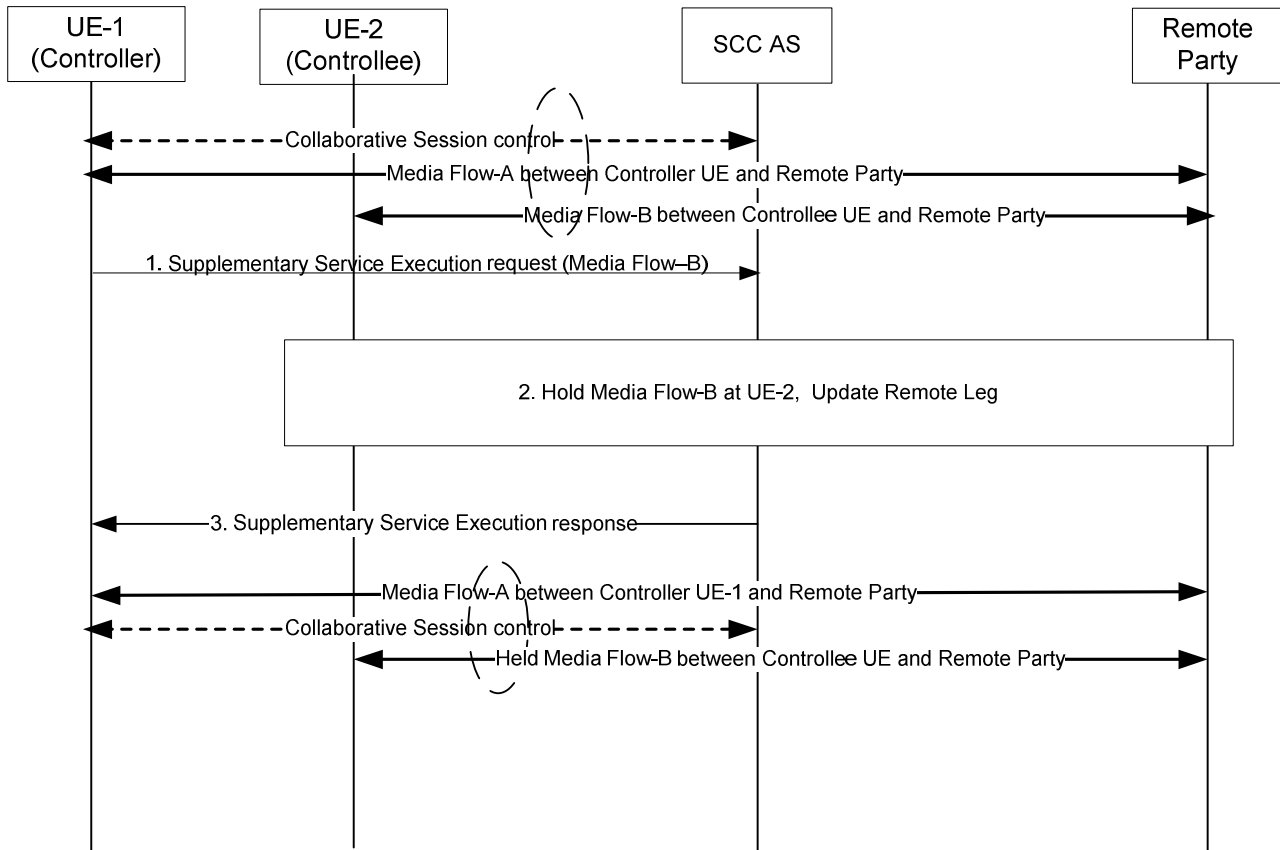 UE-1
(Controller)
UE-2
(Controllee)
SCC AS
Remote
Party
Collaborative Session control
Media Flow-A between Controller UE and Remote Party
Media Flow-B between Controllee UE and Remote Party
1. Supplementary Service Execution request (Media Flow–B)
2. Hold Media Flow-B at UE-2, Update Remote Leg
3. Supplementary Service Execution response
Media Flow-A between Controller UE-1 and Remote Party
Collaborative Session control
Held Media Flow-B between Controllee UE and Remote Party